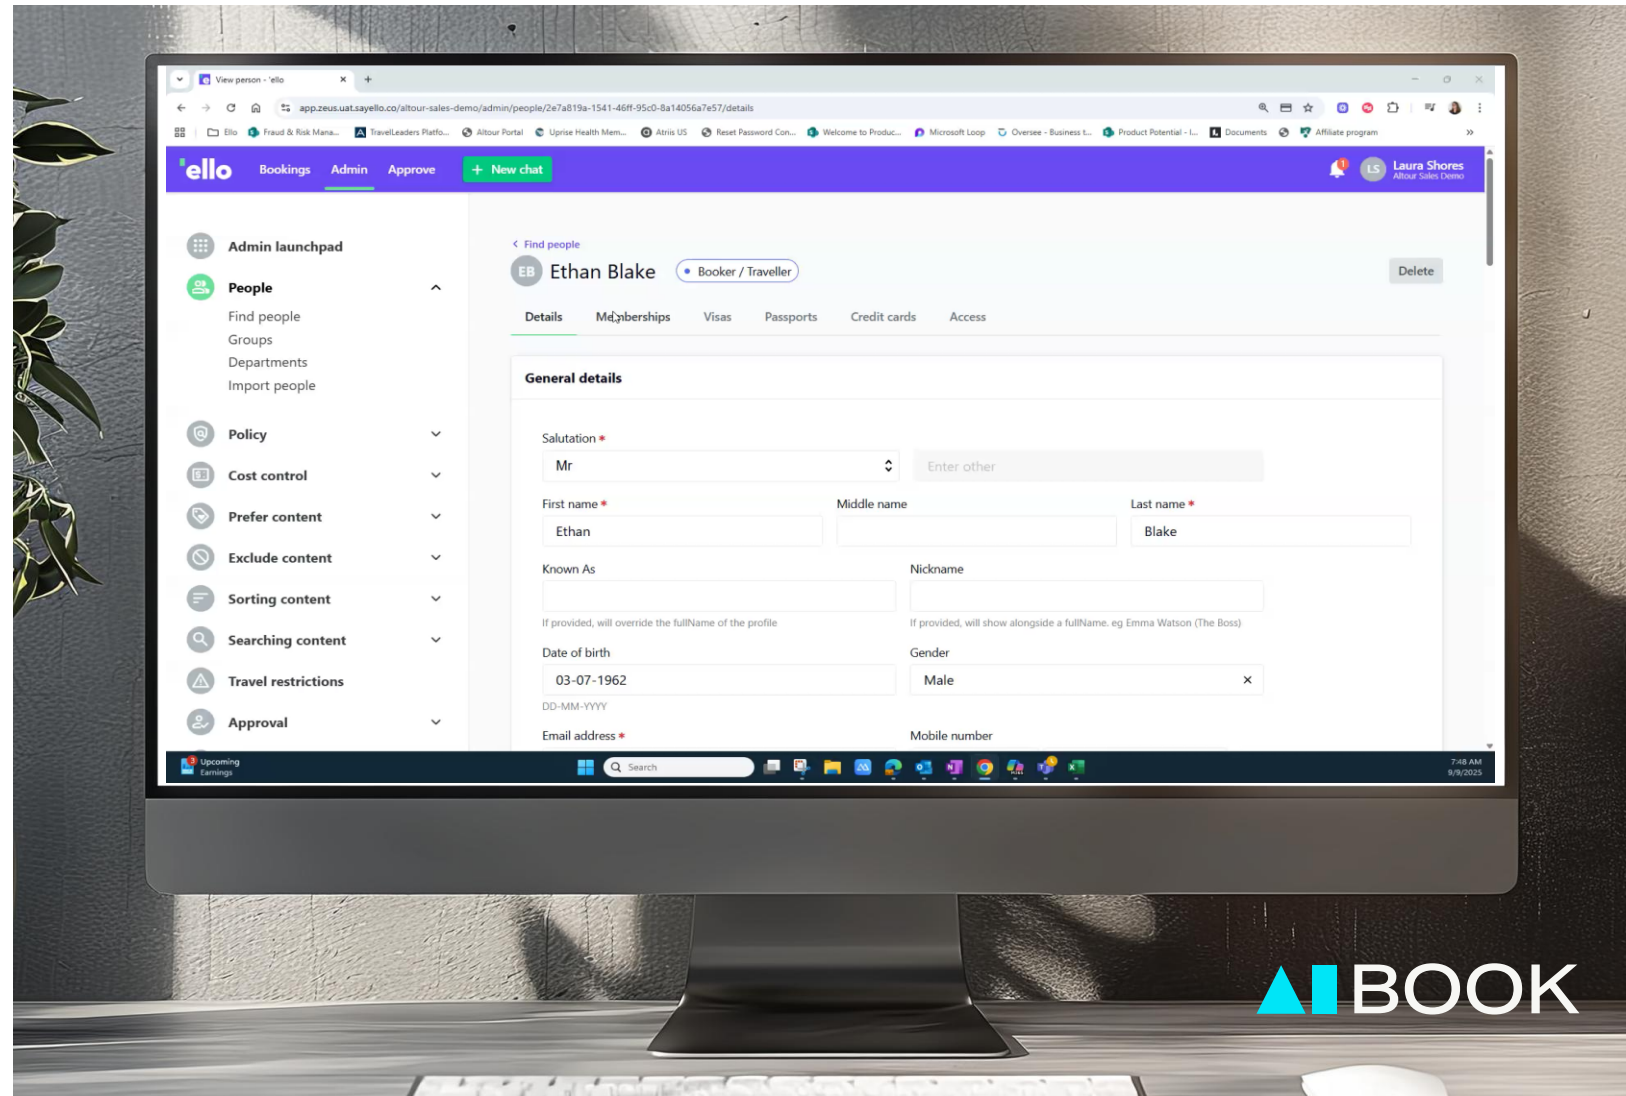 View person - 'ello
app.zeus.uat.sayello.co/altour-sales-demo/admin/people/2e7a819a-1541-46ff-95c0-8a14056a7e57/details
Ello Fraud & Risk Mana... TravelLeaders Platfo... Altour Portal Uprise Health Mem... Atriis US Reset Password Con... Welcome to Produc... Microsoft Loop Oversee - Business t... Product Potential - I... Documents Affiliate program
'ello Bookings Admin Approve + New chat 1 LS Laura Shores
Altour Sales Demo
Admin launchpad
People
Find people
Groups
Departments
Import people
Policy
Cost control
Prefer content
Exclude content
Sorting content
Searching content
Travel restrictions
Approval
< Find people
EB Ethan Blake • Booker / Traveller Delete
Details Memberships Visas Passports Credit cards Access
General details
Salutation *
Mr Enter other
First name * Middle name Last name *
Ethan Blake
Known As Nickname
If provided, will override the fullName of the profile If provided, will show alongside a fullName. eg Emma Watson (The Boss)
Date of birth Gender
03-07-1962 Male
DD-MM-YYYY
Email address * Mobile number
3 Upcoming
Earnings
Search
7:48 AM
9/9/2025
AI BOOK